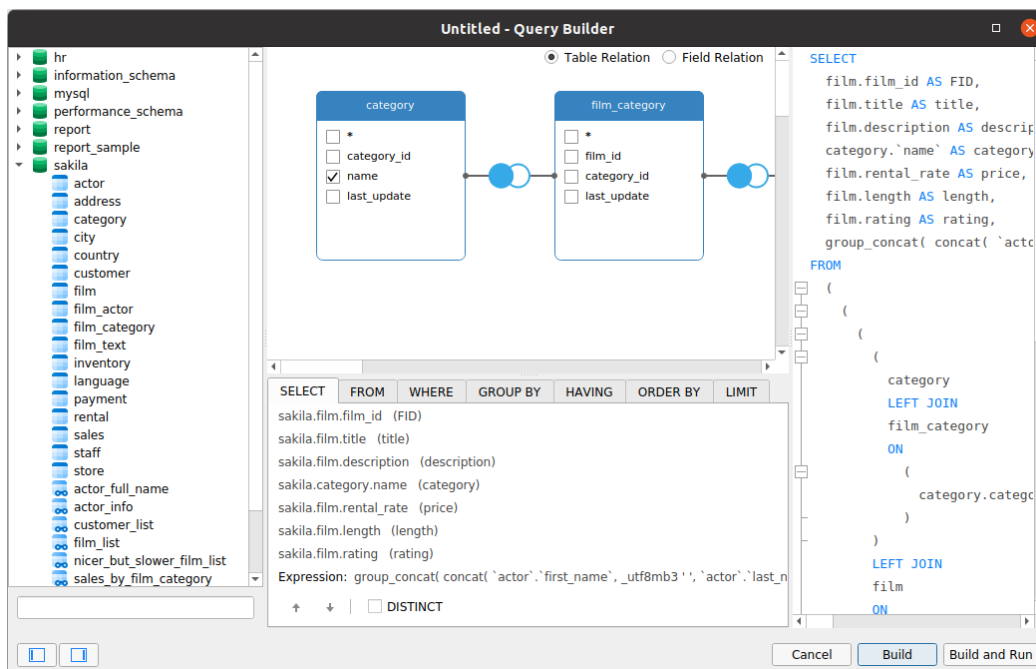 Untitled - Query Builder
hr
information_schema
mysql
performance_schema
report
report_sample
sakila
actor
address
category
city
country
customer
film
film_actor
film_category
film_text
inventory
language
payment
rental
sales
staff
store
actor_full_name
actor_info
customer_list
film_list
nicer_but_slower_film_list
sales_by_film_category
Table Relation Field Relation
category
*
category_id
name
last_update
film_category
*
film_id
category_id
last_update
SELECT FROM WHERE GROUP BY HAVING ORDER BY LIMIT
sakila.film.film_id (FID)
sakila.film.title (title)
sakila.film.description (description)
sakila.category.name (category)
sakila.film.rental_rate (price)
sakila.film.length (length)
sakila.film.rating (rating)
Expression: group_concat( concat( `actor`.`first_name`, _utf8mb3 ' ', `actor`.`last_n
DISTINCT
SELECT
film.film_id AS FID,
film.title AS title,
film.description AS descrip
category.`name` AS category
film.rental_rate AS price,
film.length AS length,
film.rating AS rating,
group_concat( concat( `acto
FROM
(
(
(
(
category
LEFT JOIN
film_category
ON
(
category.catego
)
)
LEFT JOIN
film
ON
Cancel Build Build and Run